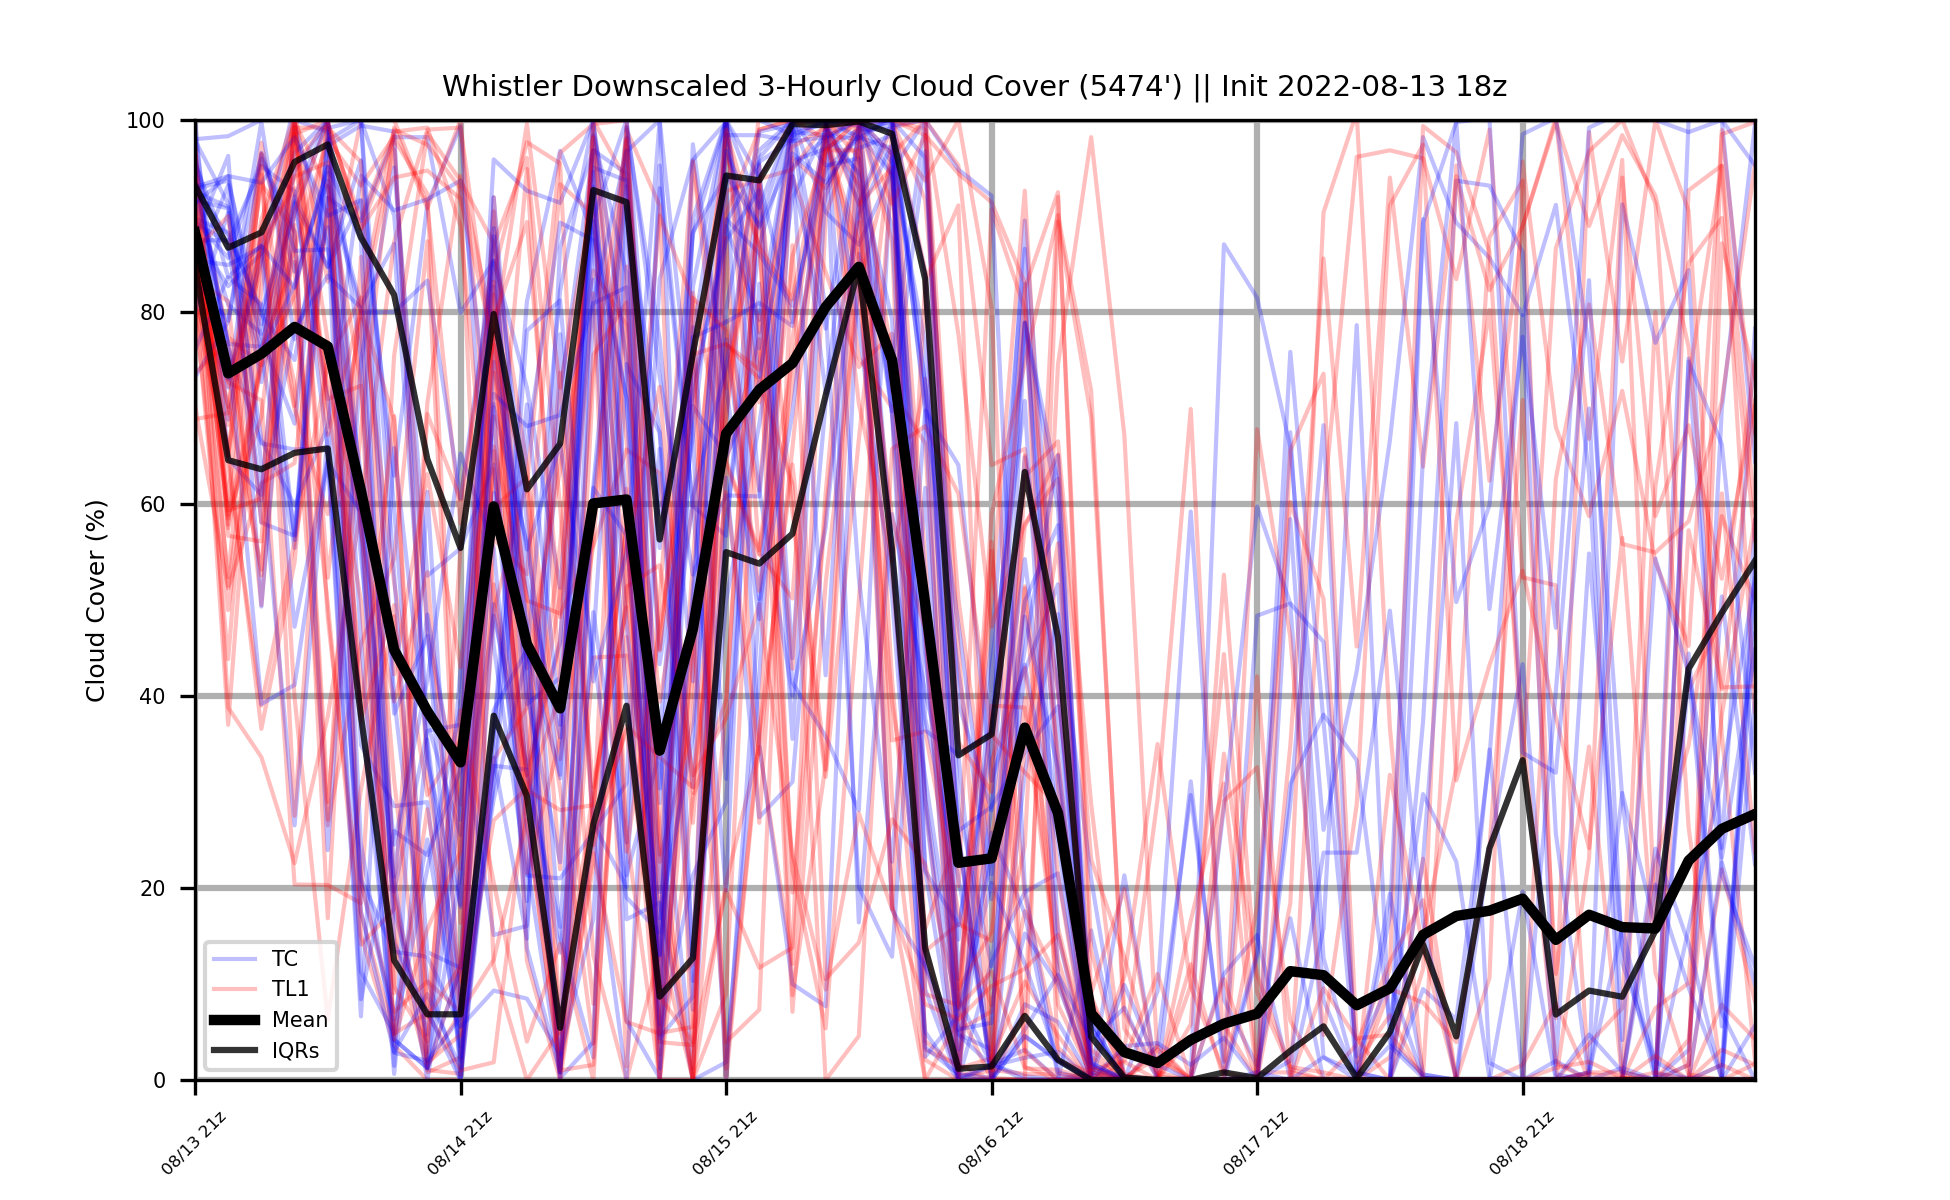 Whistler Downscaled 3-Hourly Cloud Cover (5474') || Init 2022-08-13 18z
Cloud Cover (%)
100
80
60
40
20
0
TC
TL1
Mean
IQRs
08/13 21z
08/14 21z
08/15 21z
08/16 21z
08/17 21z
08/18 21z